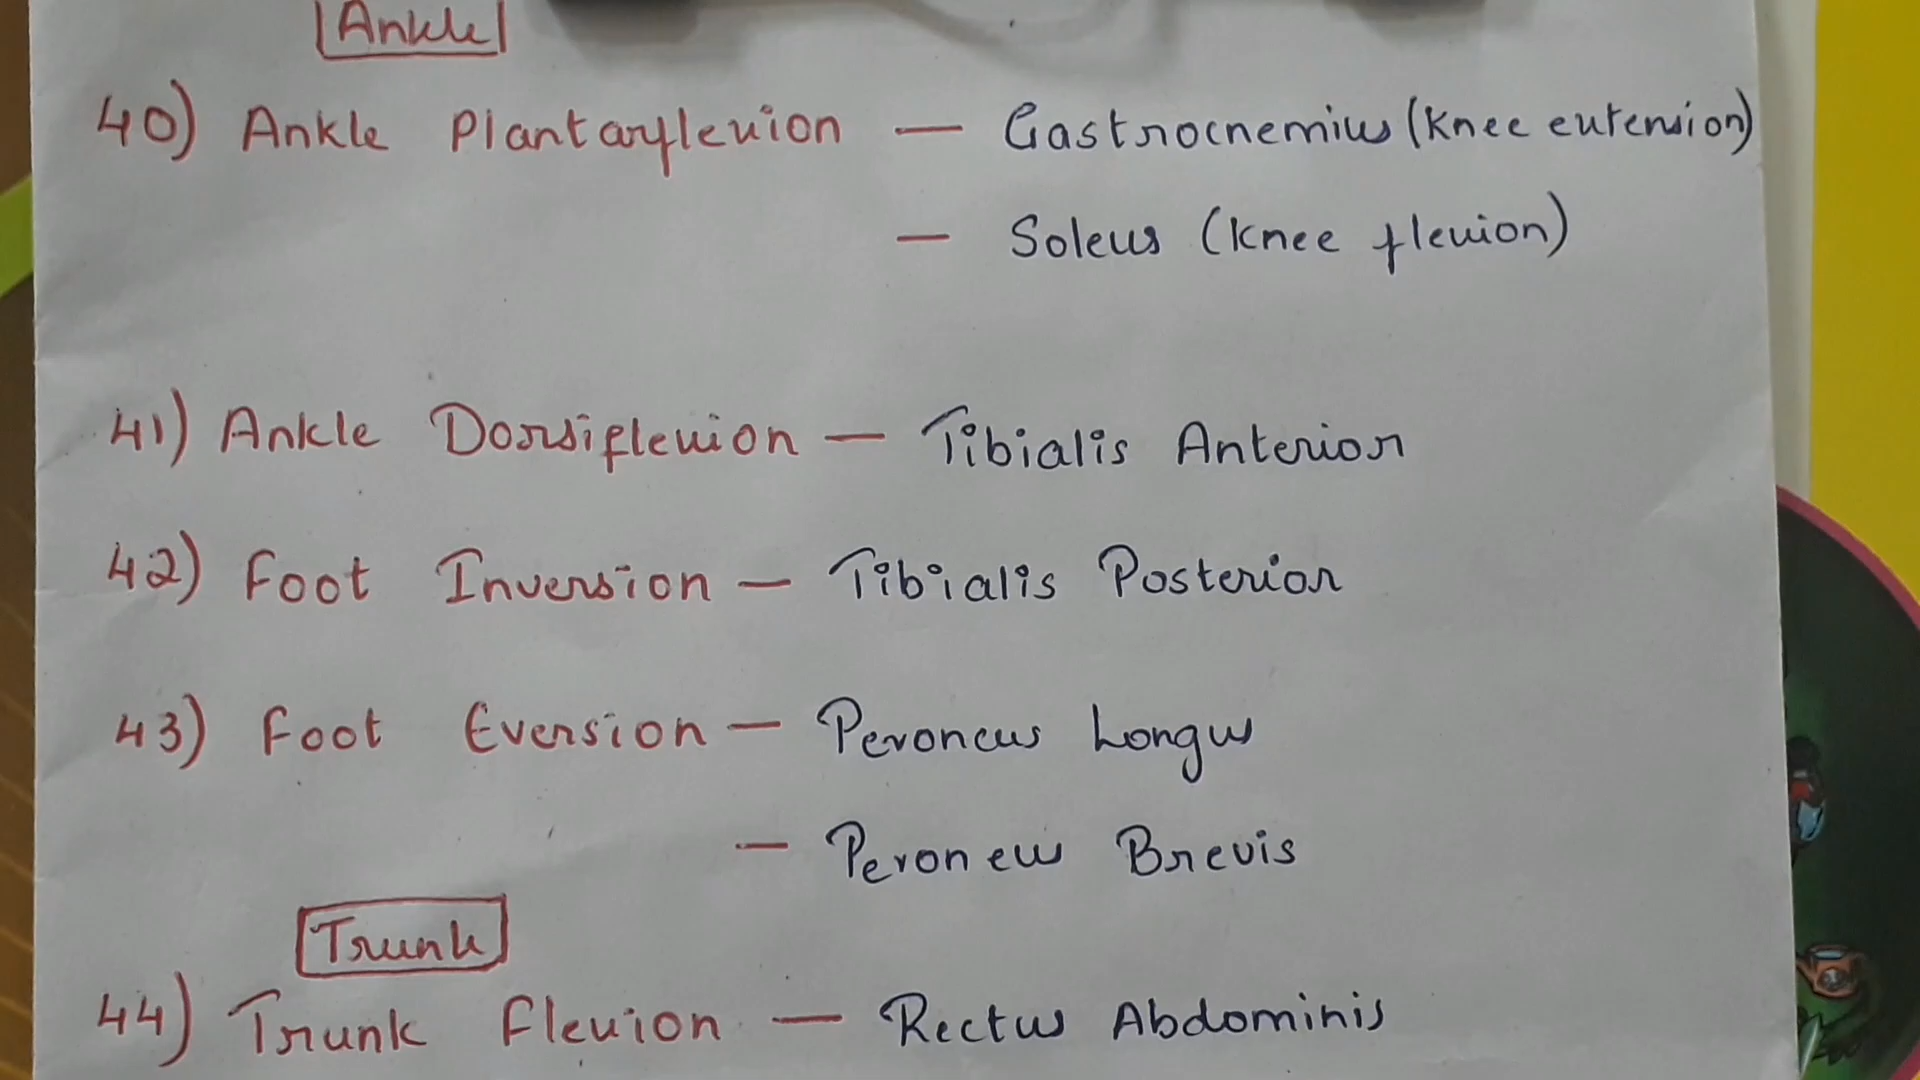 Ankle
40) Ankle Plantarflexion — Gastrocnemius (Knee extension)
— Soleus (Knee flexion)
41) Ankle Dorsiflexion — Tibialis Anterior
42) Foot Inversion — Tibialis Posterior
43) Foot Eversion — Peroneus Longus
— Peroneus Brevis
Trunk
44) Trunk Flexion — Rectus Abdominis